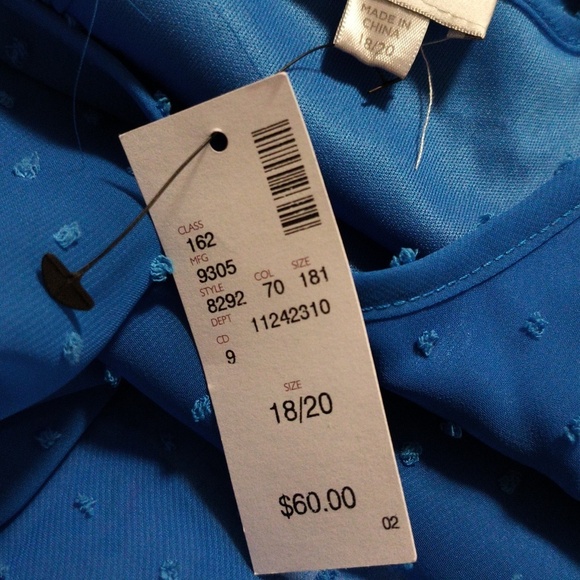 MADE IN
CHINA
18/20
CLASS
162
MFG
9305
STYLE COL SIZE
8292 70 181
DEPT
11242310
CD
9
SIZE
18/20
$60.00
02